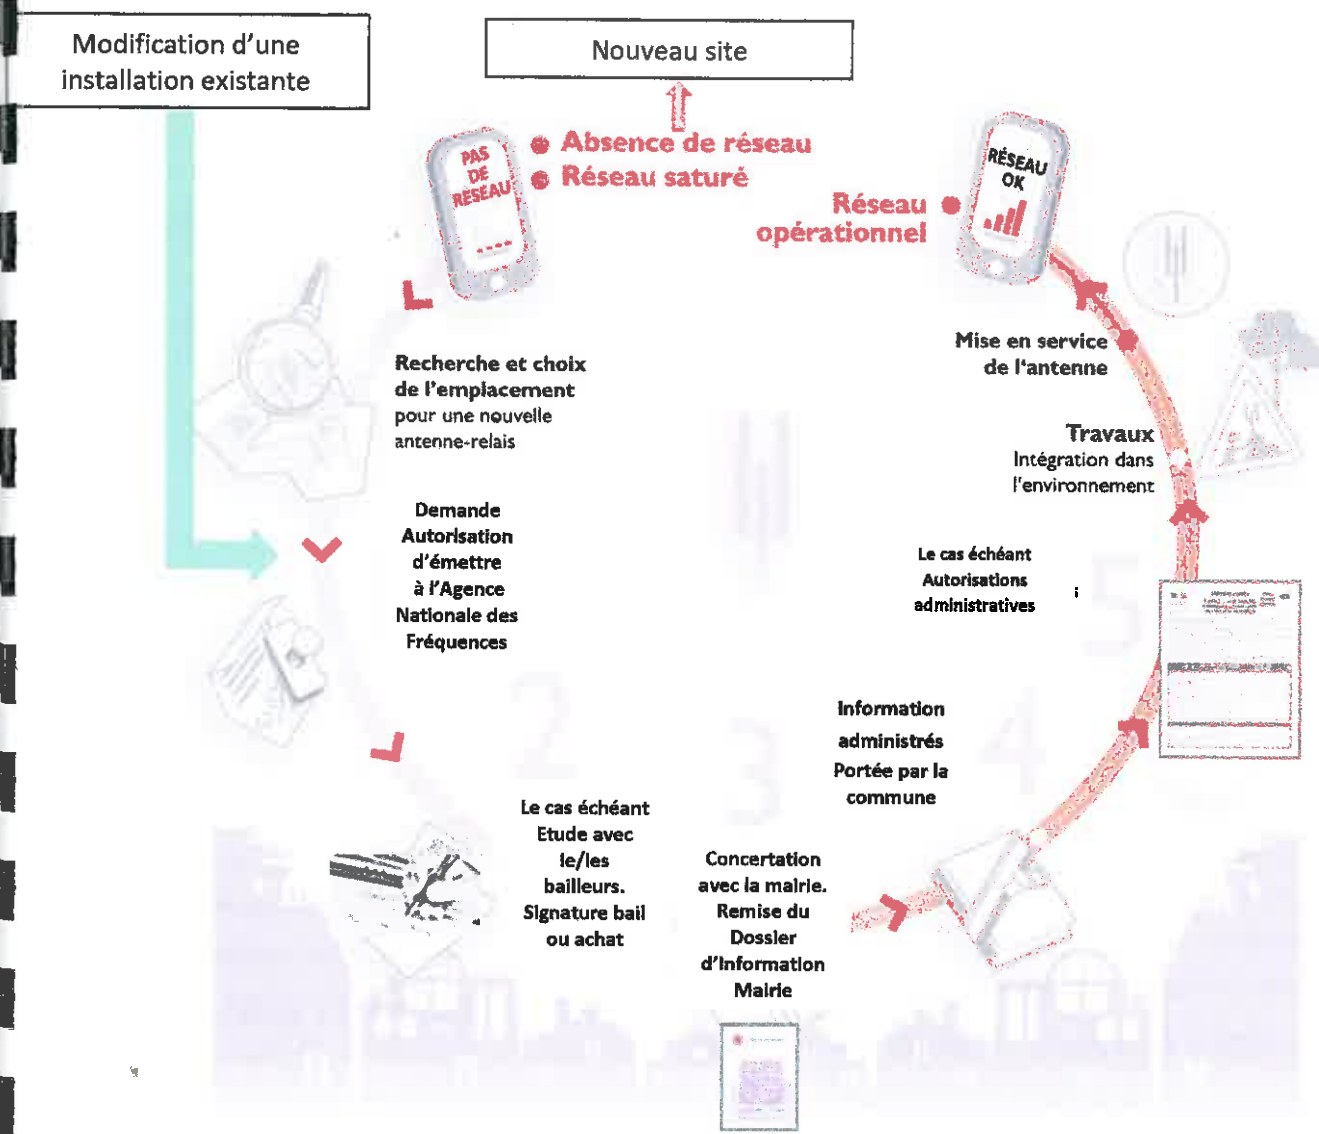 Modification d'une
installation existante
Nouveau site
Absence de réseau
Réseau saturé
PAS
DE
RÉSEAU
RÉSEAU
OK
Réseau
opérationnel
Recherche et choix
de l'emplacement
pour une nouvelle
antenne-relais
Mise en service
de l'antenne
Travaux
Intégration dans
l'environnement
Demande
Autorisation
d'émettre
à l'Agence
Nationale des
Fréquences
Le cas échéant
Autorisations
administratives
5
Information
administrés
Portée par la
commune
2
3
4
Le cas échéant
Etude avec
le/les
bailleurs.
Signature bail
ou achat
Concertation
avec la mairie.
Remise du
Dossier
d'Information
Mairie